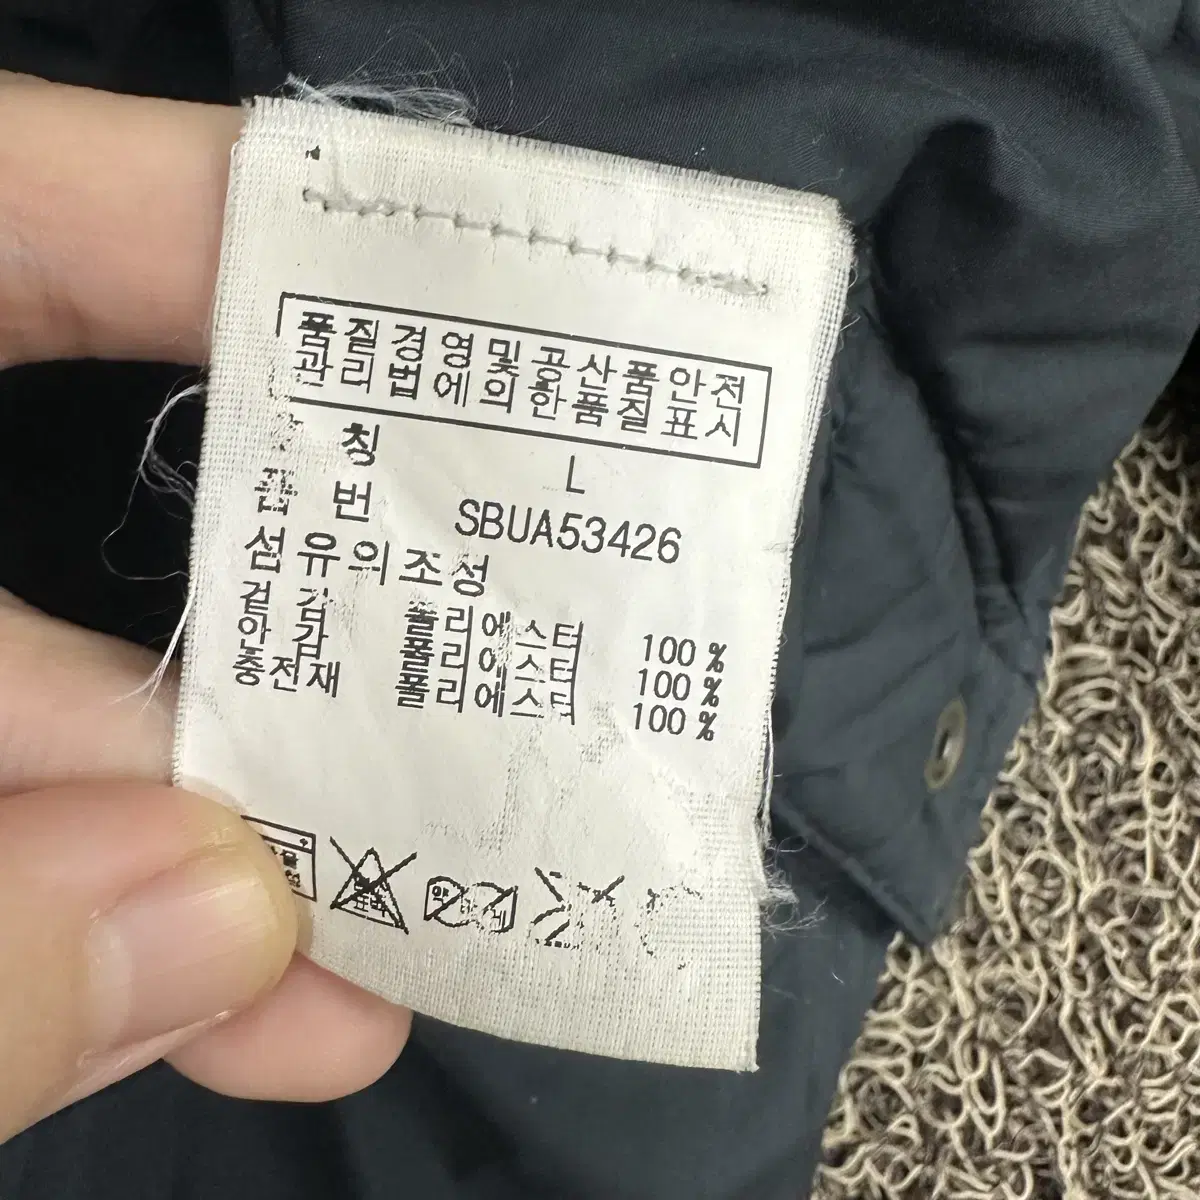 품질경영및공산품안전
관리법에의한품질표시
칭 L
품 번 SBUA53426
섬유의조성
겉 감 폴리에스터 100 %
안 감 폴리에스터 100 %
충전재 폴리에스터 100 %